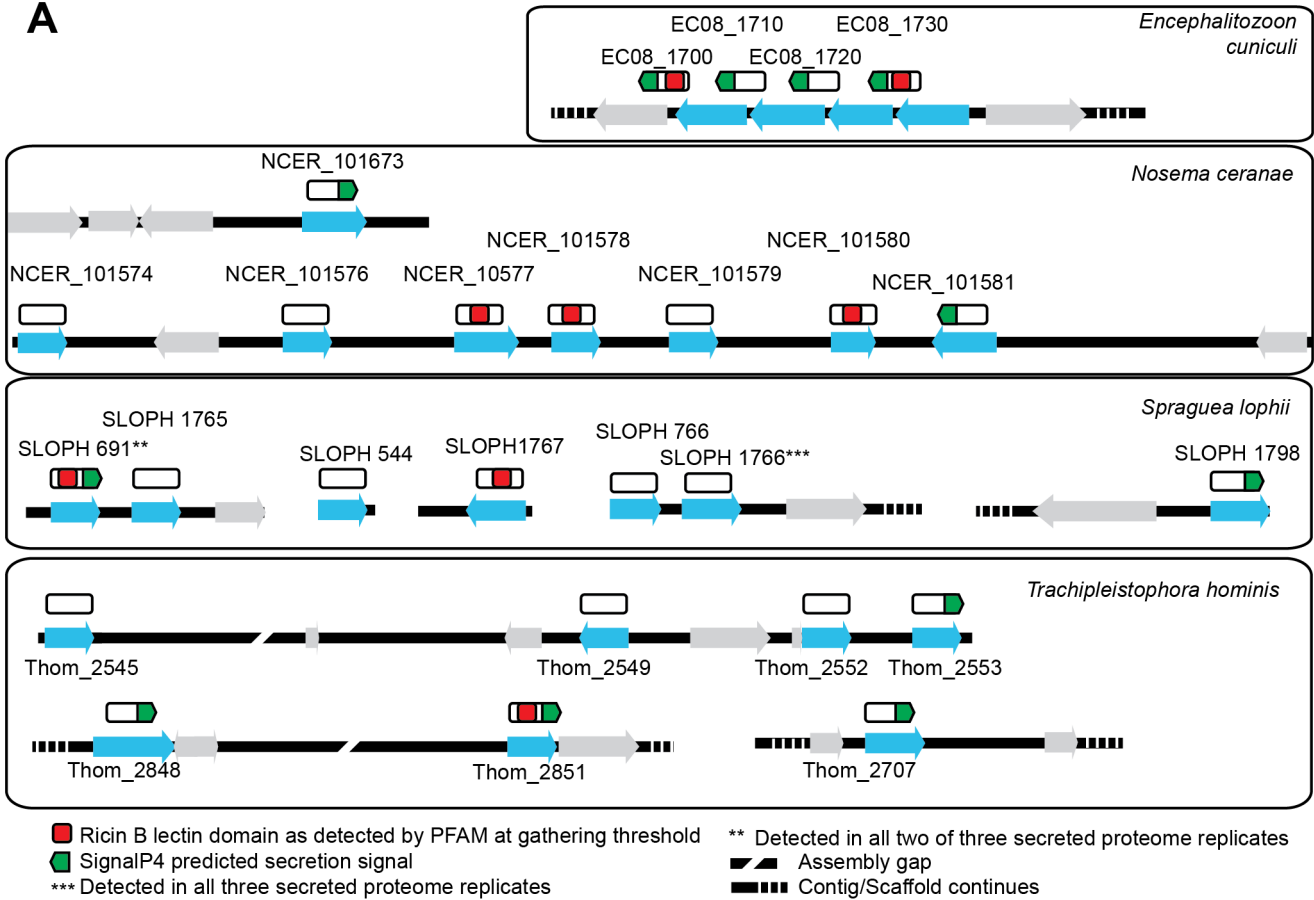 A
Encephalitozoon
cuniculi
EC08_1710
EC08_1730
EC08_1700
EC08_1720
Nosema ceranae
NCER_101673
NCER_101578
NCER_101580
NCER_101574
NCER_101576
NCER_10577
NCER_101579
NCER_101581
Spraguea lophii
SLOPH 1765
SLOPH 691**
SLOPH 544
SLOPH1767
SLOPH 766
SLOPH 1766***
SLOPH 1798
Trachipleistophora hominis
Thom_2545
Thom_2549
Thom_2552
Thom_2553
Thom_2848
Thom_2851
Thom_2707
Ricin B lectin domain as detected by PFAM at gathering threshold
SignalP4 predicted secretion signal
*** Detected in all three secreted proteome replicates
** Detected in all two of three secreted proteome replicates
Assembly gap
Contig/Scaffold continues